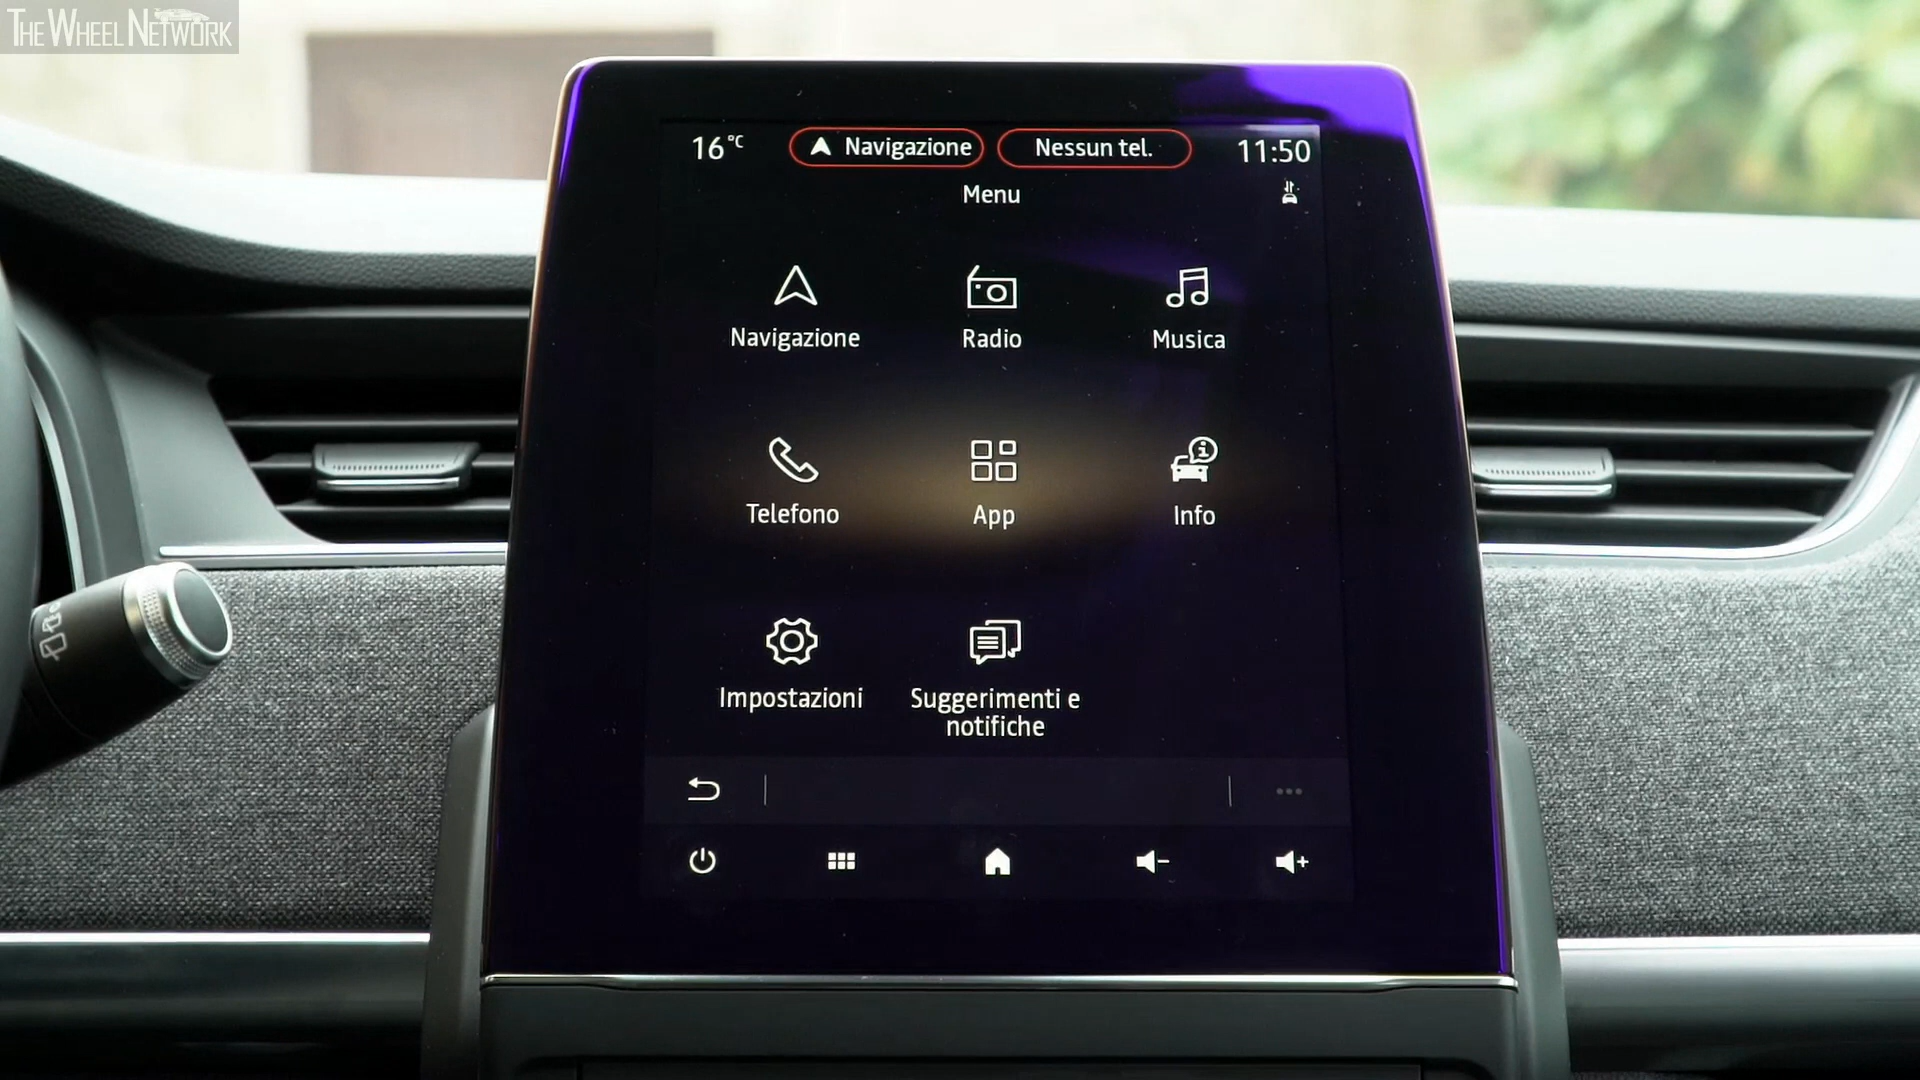 THE WHEEL NETWORK
16°C
Navigazione
Nessun tel.
11:50
Menu
Navigazione
Radio
Musica
Telefono
App
Info
Impostazioni
Suggerimenti e
notifiche